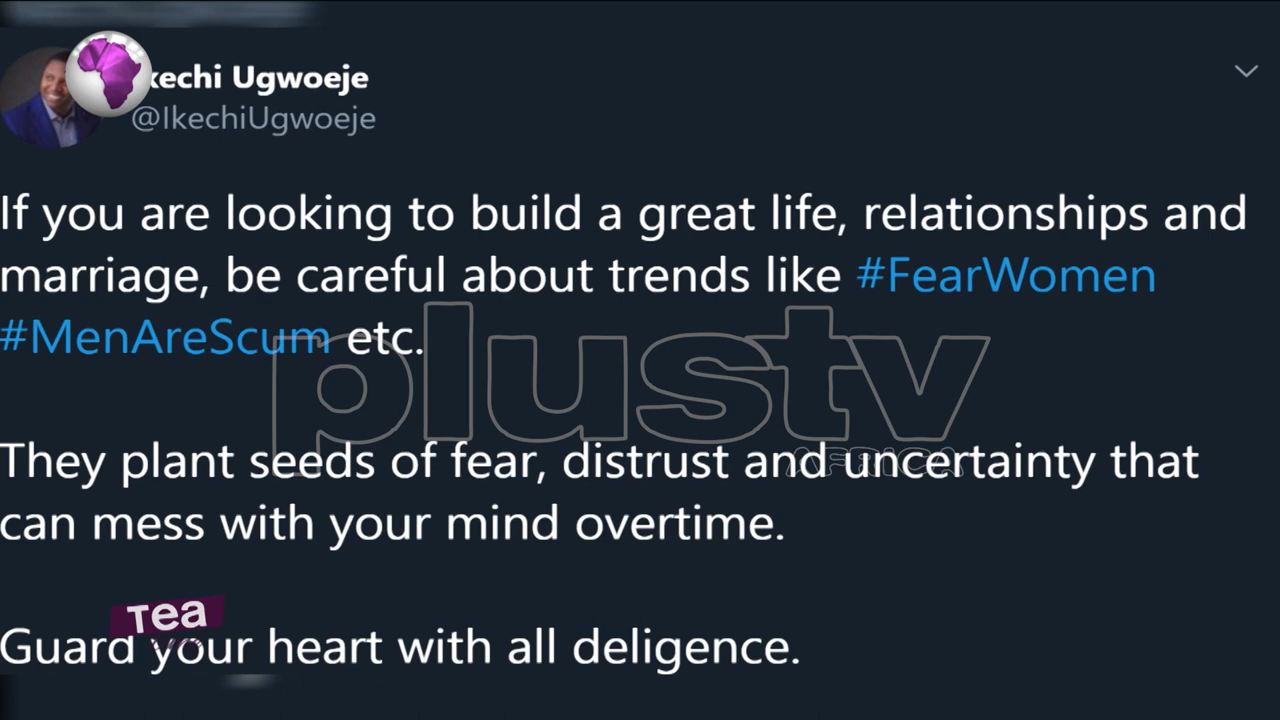 kechi Ugwoeje
@IkechiUgwoeje
If you are looking to build a great life, relationships and
marriage, be careful about trends like #FearWomen
#MenAreScum etc.
plustv
AFRICA
They plant seeds of fear, distrust and uncertainty that
can mess with your mind overtime.
Tea
Guard your heart with all deligence.